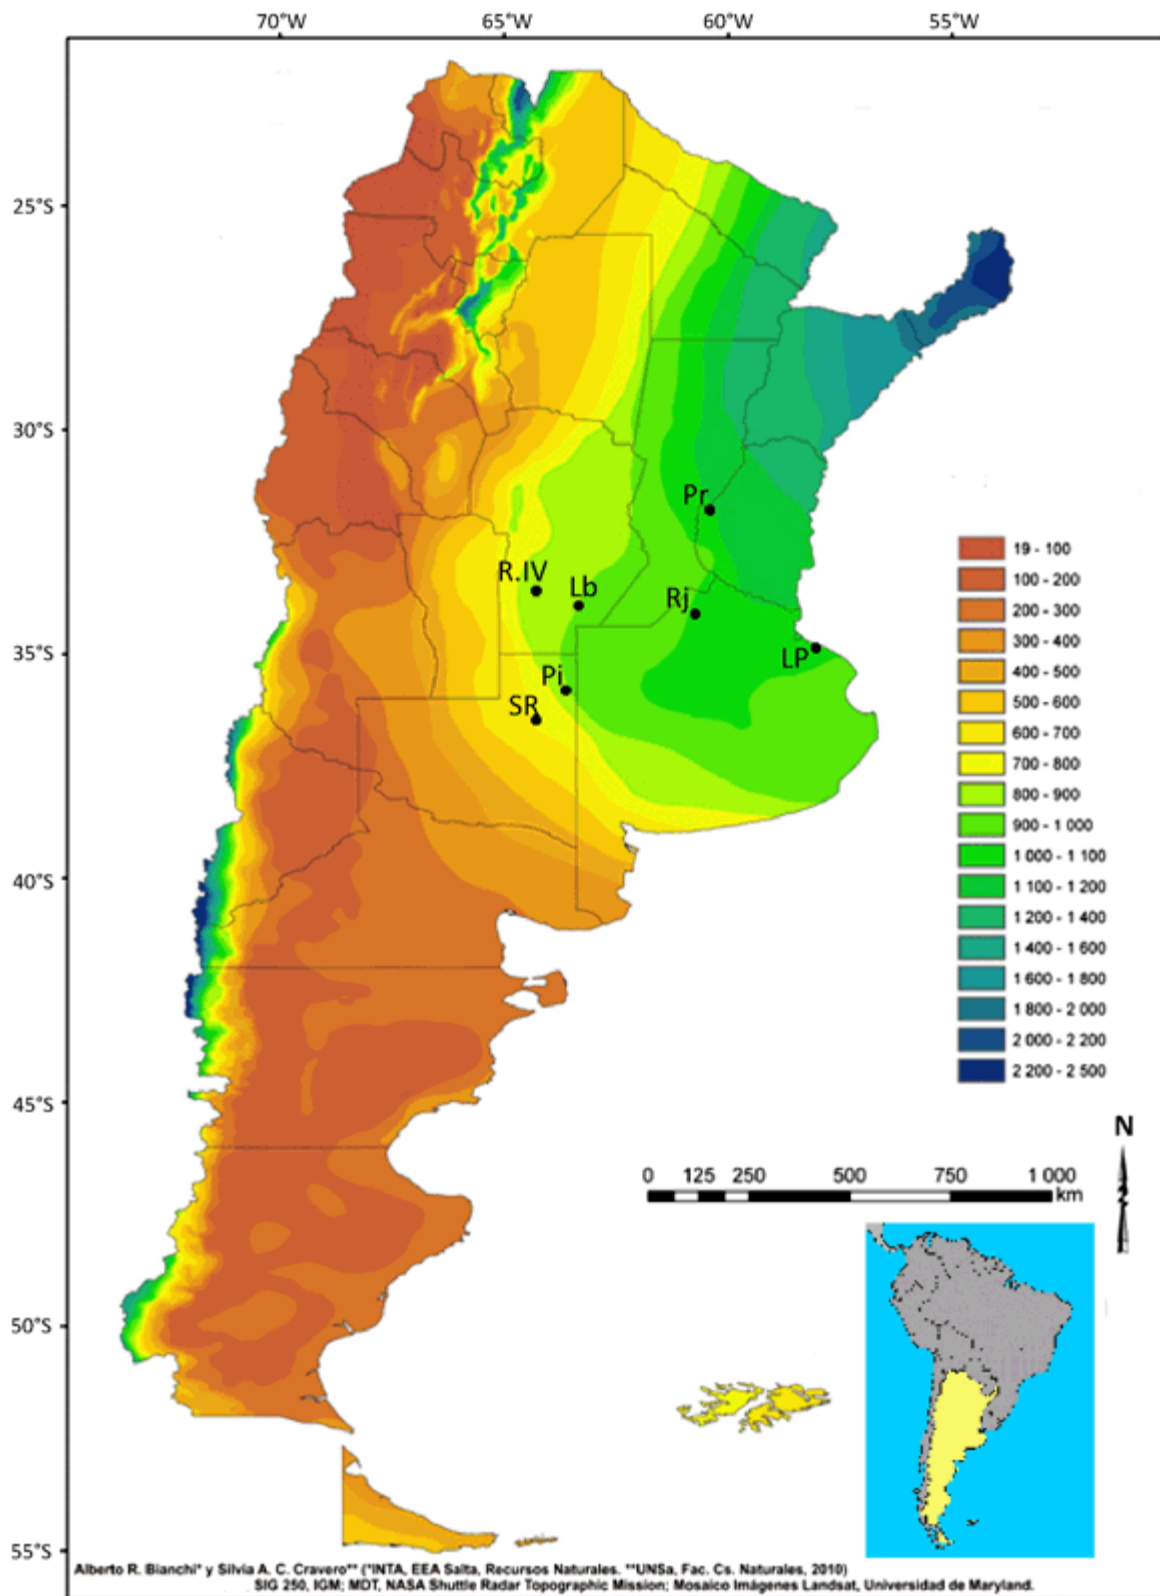 70°W 65°W 60°W 55°W
25°S
30°S
Pr
R.IV
Lb
Rj
35°S
LP
Pi
SR
19 - 100
100 - 200
200 - 300
300 - 400
400 - 500
500 - 600
600 - 700
700 - 800
800 - 900
900 - 1 000
1 000 - 1 100
1 100 - 1 200
1 200 - 1 400
1 400 - 1 600
1 600 - 1 800
1 800 - 2 000
2 000 - 2 200
2 200 - 2 500
40°S
45°S
N
0 125 250 500 750 1 000
km
50°S
55°S
Alberto R. Bianchi* y Silvia A. C. Cravero** (*INTA, EEA Salta, Recursos Naturales. **UNSa, Fac. Cs. Naturales, 2010)
SIG 250, IGM; MDT, NASA Shuttle Radar Topographic Mission; Mosaico Imágenes Landsat, Universidad de Maryland.